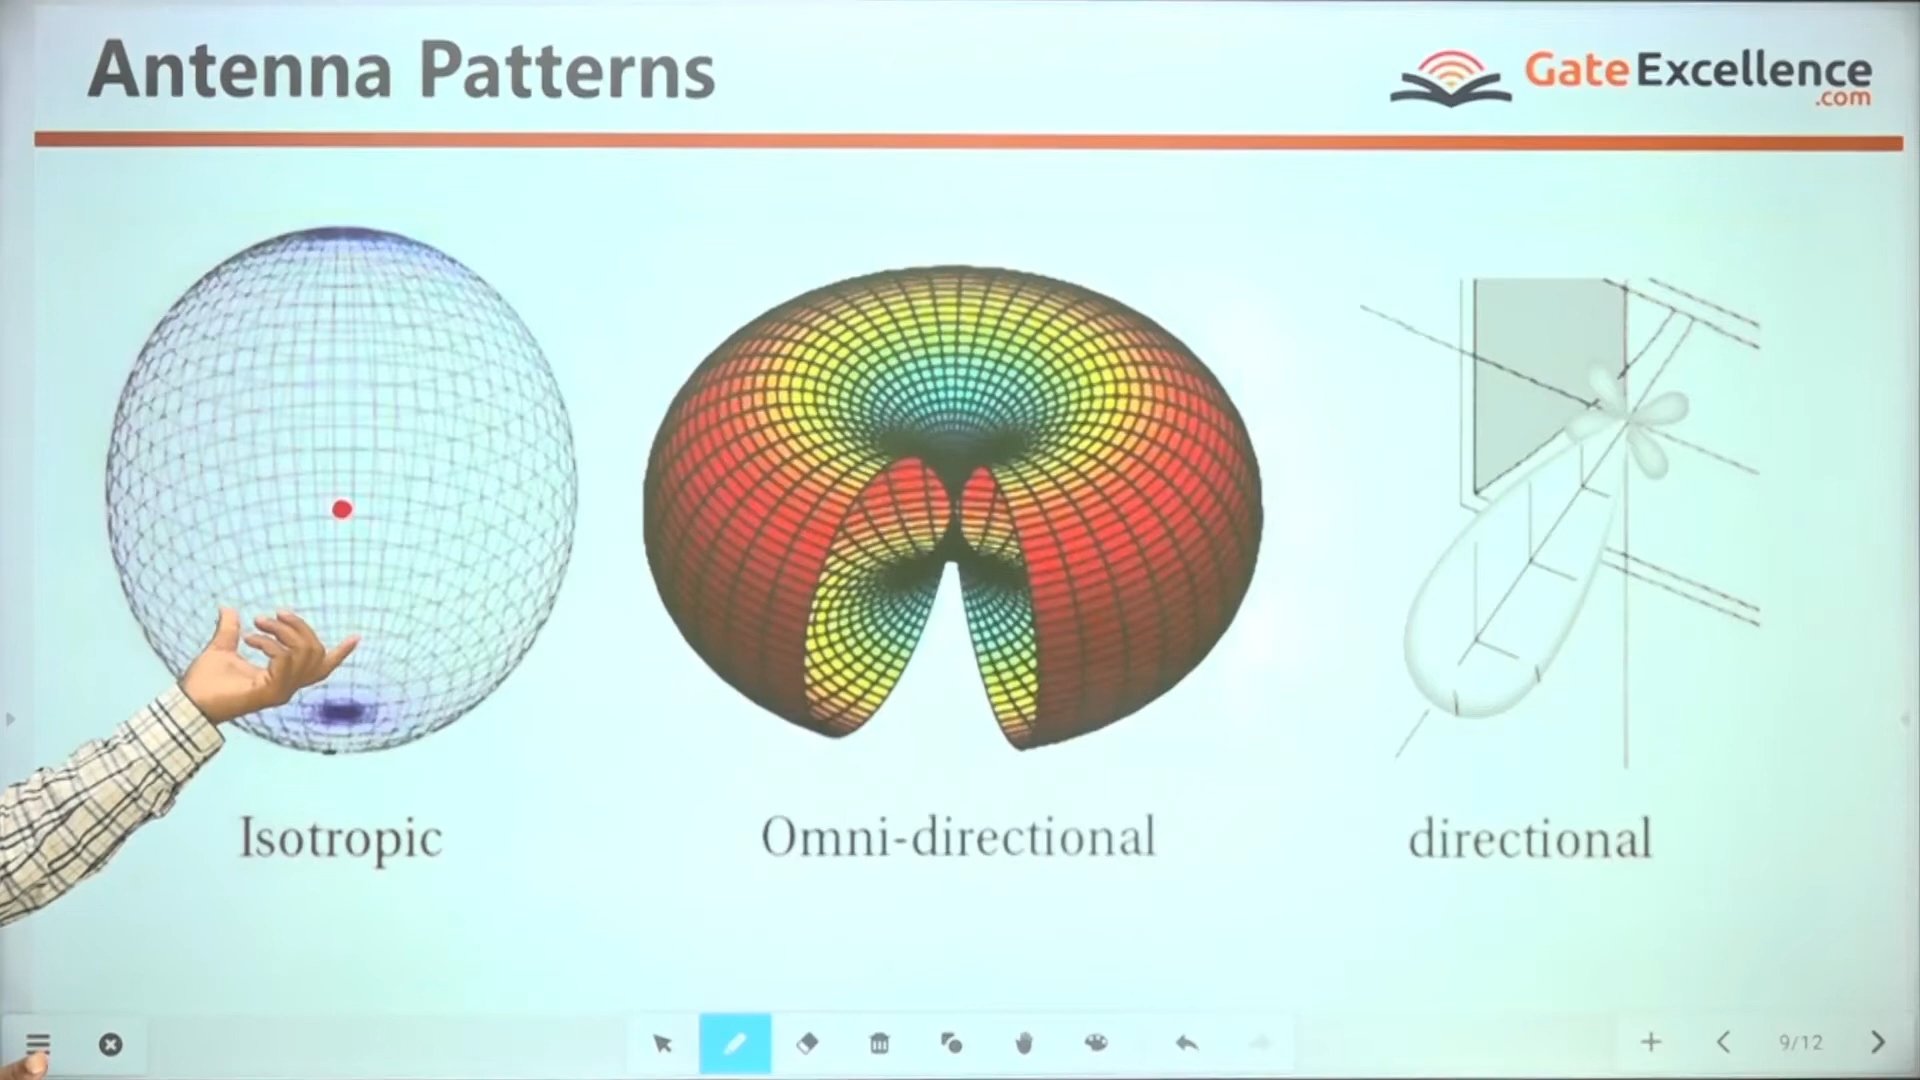 Antenna Patterns
GateExcellence
.com
Isotropic
Omni-directional
directional
9/12